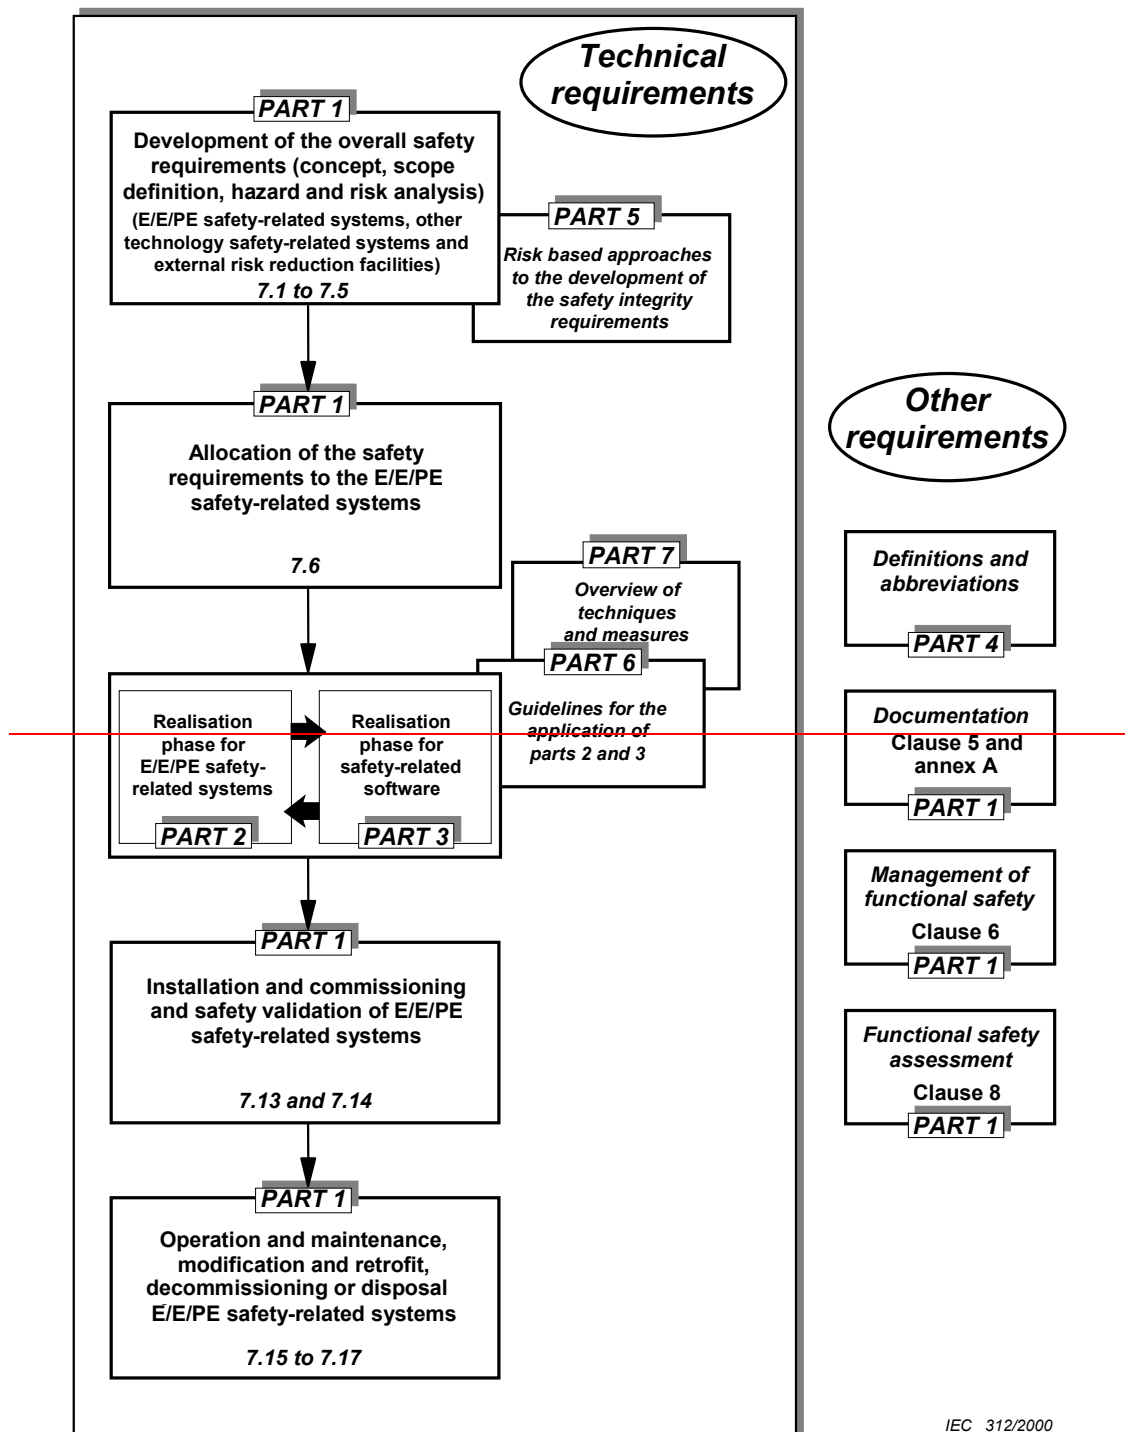 Technical
requirements
PART 1
Development of the overall safety
requirements (concept, scope
definition, hazard and risk analysis)
(E/E/PE safety-related systems, other
technology safety-related systems and
external risk reduction facilities)
7.1 to 7.5
PART 5
Risk based approaches
to the development of
the safety integrity
requirements
PART 1
Allocation of the safety
requirements to the E/E/PE
safety-related systems
7.6
PART 7
Overview of
techniques
and measures
PART 6
Guidelines for the
application of
parts 2 and 3
Realisation
phase for
E/E/PE safety-
related systems
PART 2
Realisation
phase for
safety-related
software
PART 3
PART 1
Installation and commissioning
and safety validation of E/E/PE
safety-related systems
7.13 and 7.14
PART 1
Operation and maintenance,
modification and retrofit,
decommissioning or disposal
E/E/PE safety-related systems
7.15 to 7.17
Other
requirements
Definitions and
abbreviations
PART 4
Documentation
Clause 5 and
annex A
PART 1
Management of
functional safety
Clause 6
PART 1
Functional safety
assessment
Clause 8
PART 1
IEC 312/2000